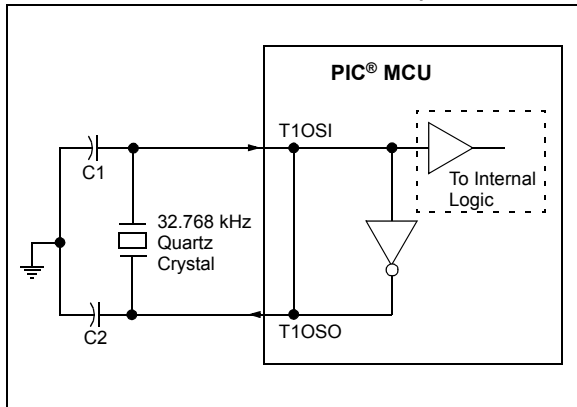 PIC® MCU
T1OSI
C1
To Internal
Logic
32.768 kHz
Quartz
Crystal
T1OSO
C2